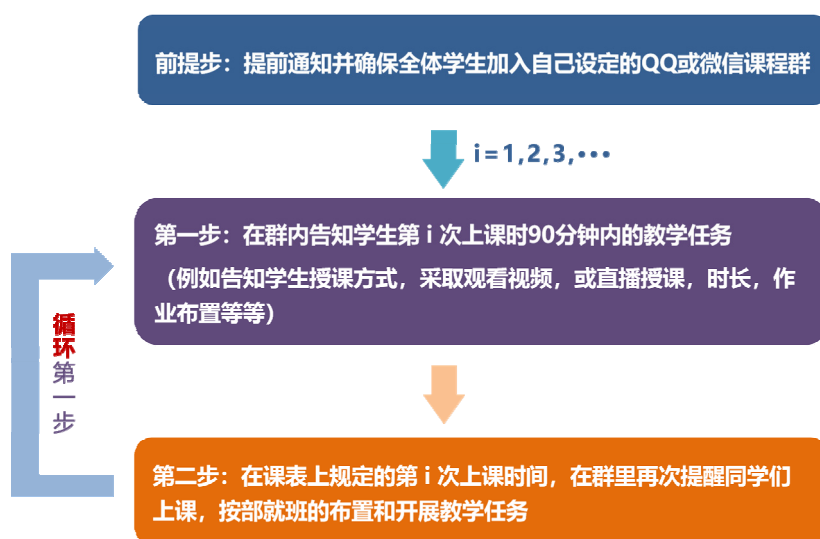 前提步：提前通知并确保全体学生加入自己设定的QQ或微信课程群
i=1,2,3,···
第一步：在群内告知学生第 i 次上课时90分钟内的教学任务
（例如告知学生授课方式，采取观看视频，或直播授课，时长，作
业布置等等）
循环第一步
第二步：在课表上规定的第 i 次上课时间，在群里再次提醒同学们
上课，按部就班的布置和开展教学任务